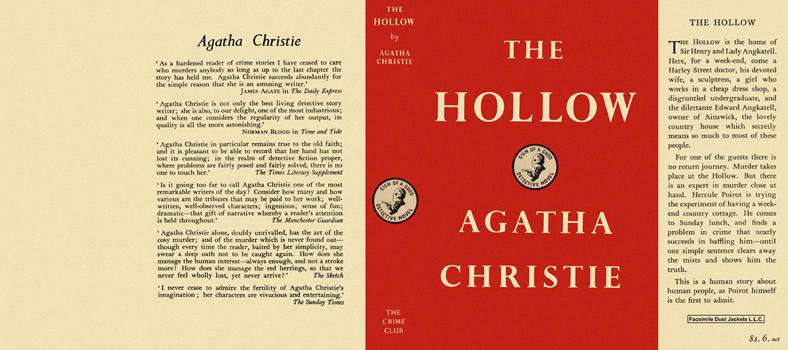 Agatha Christie
'As a hardened reader of crime stories I have ceased to care
who murders anybody so long as up to the last chapter the
story has held me. Agatha Christie succeeds abundantly for
the simple reason that she is an amusing writer.'
JAMES AGATE in The Daily Express
'Agatha Christie is not only the best living detective story
writer; she is also, to our delight, one of the most industrious;
and when one considers the regularity of her output, its
quality is all the more astonishing.'
NORMAN BLOOD in Time and Tide
'Agatha Christie in particular remains true to the old faith;
and it is pleasant to be able to record that her hand has not
lost its cunning; in the realm of detective fiction proper,
where problems are fairly posed and fairly solved, there is no
one to touch her.' The Times Literary Supplement
'Is it going too far to call Agatha Christie one of the most
remarkable writers of the day? Consider how many and how
various are the tributes that may be paid to her work; well-
written, well-observed characters; ingenious; sense of fun;
dramatic—that gift of narrative whereby a reader's attention
is held throughout.' The Manchester Guardian
'Agatha Christie alone, doubly unrivalled, has the art of the
cosy murder; and of the murder which is never found out—
though every time the reader, baited by her simplicity, may
swear a deep oath not to be caught again. How does she
manage the human interest—always enough, and not a stroke
more? How does she manage the red herrings, so that we
never feel wholly lost, yet never arrive?' The Sketch
'I never cease to admire the fertility of Agatha Christie's
imagination; her characters are vivacious and entertaining.'
The Sunday Times
THE
HOLLOW
by
AGATHA
CHRISTIE
SIGN OF A GOOD
DETECTIVE NOVEL
THE
CRIME
CLUB
THE
HOLLOW
SIGN OF A GOOD
DETECTIVE NOVEL
AGATHA
CHRISTIE
THE HOLLOW
THE HOLLOW is the home of
Sir Henry and Lady Angkatell.
Here, for a week-end, come a
Harley Street doctor, his devoted
wife, a sculptress, a girl who
works in a cheap dress shop, a
disgruntled undergraduate, and
the dilettante Edward Angkatell,
owner of Ainswick, the lovely
country house which secretly
means so much to most of these
people.
For one of the guests there is
no return journey. Murder takes
place at the Hollow. But there
is an expert in murder close at
hand. Hercule Poirot is trying
the experiment of having a week-
end country cottage. He comes
to Sunday lunch, and finds a
problem in crime that nearly
succeeds in baffling him—until
one simple sentence clears away
the mists and shows him the
truth.
This is a human story about
human people, as Poirot himself
is the first to admit.
Facsimile Dust Jackets L.L.C.
8s. 6. net